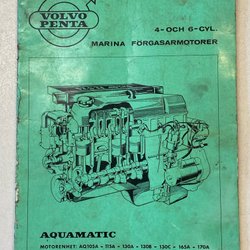 VOLVO
PENTA
4- OCH 6-CYL.
MARINA FÖRGASARMOTORER
AQUAMATIC
MOTORENHET: AQ105A - 115A - 130A - 130B - 130C - 165A - 170A